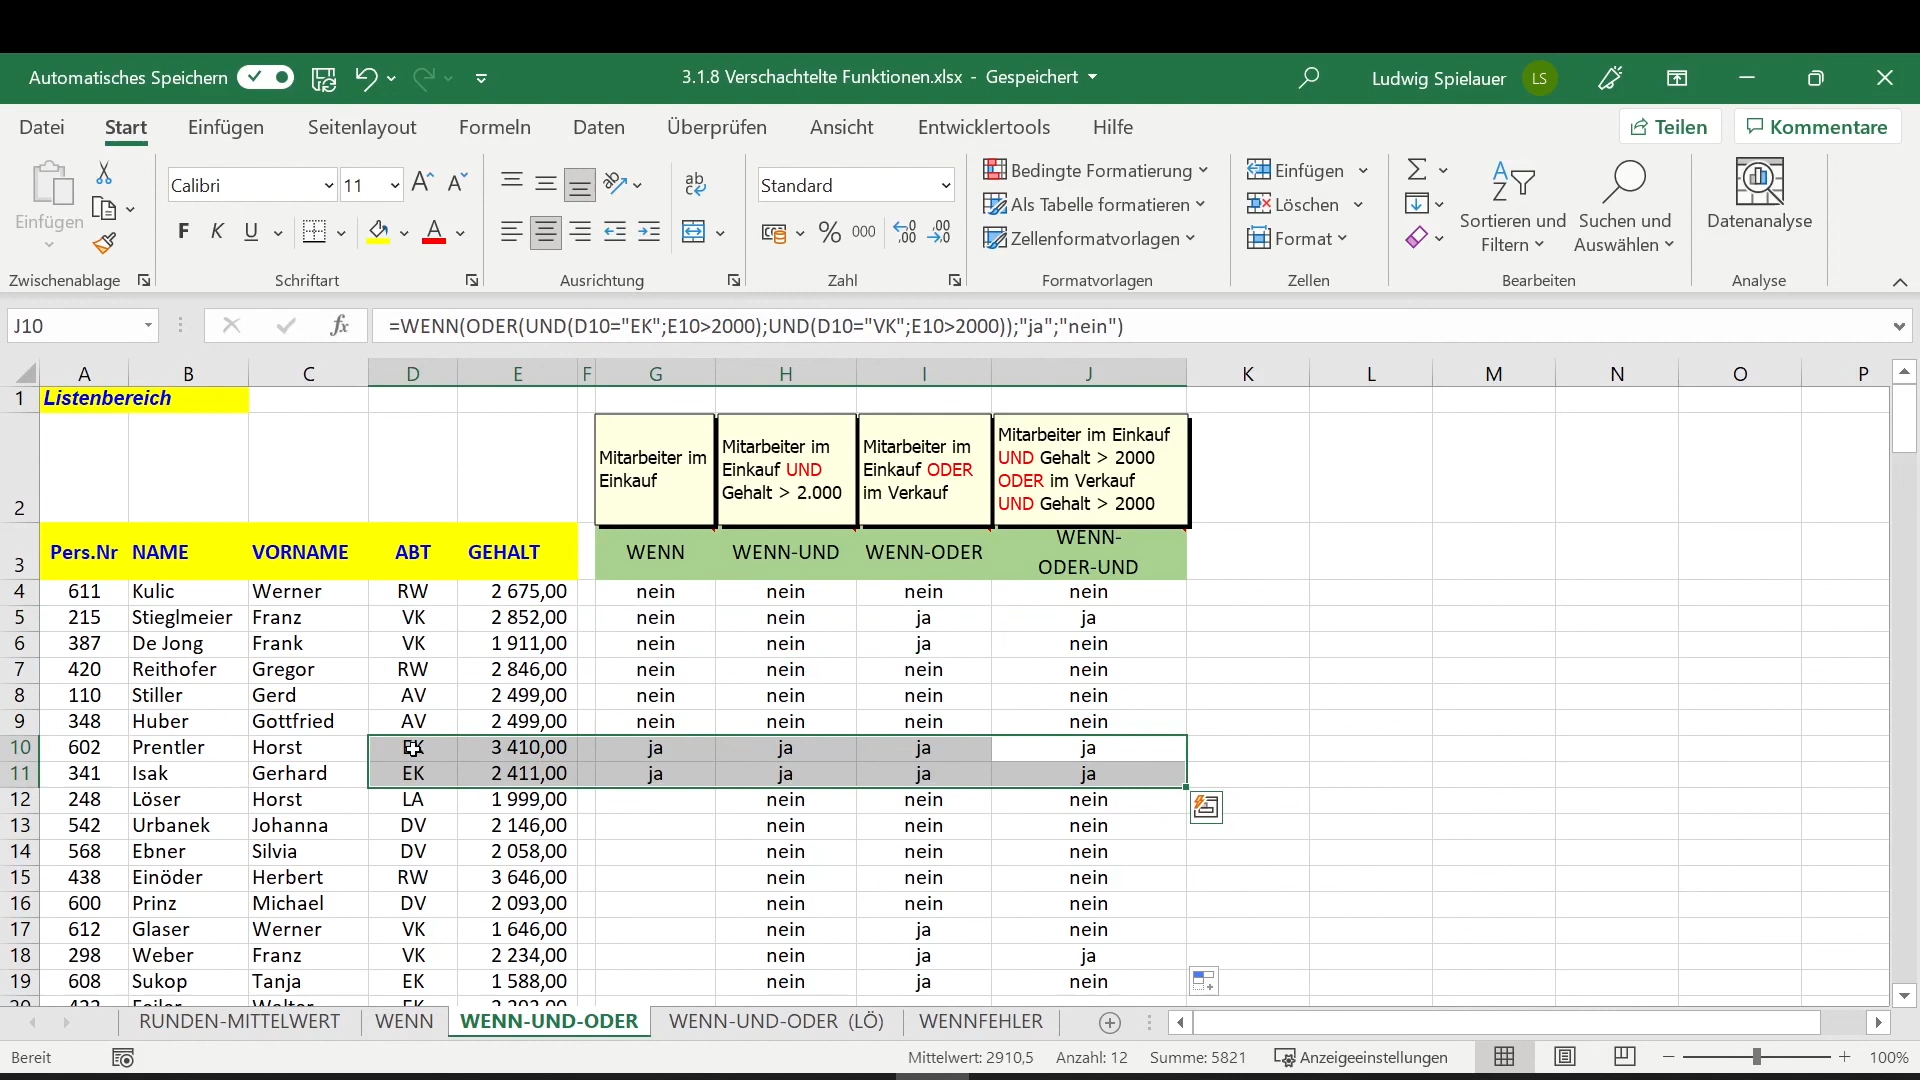 Automatisches Speichern
3.1.8 Verschachtelte Funktionen.xlsx - Gespeichert
Ludwig Spielauer LS
Datei Start Einfügen Seitenlayout Formeln Daten Überprüfen Ansicht Entwicklertools Hilfe Teilen Kommentare
Einfügen
Calibri 11
F K U
Standard
% 000
Bedingte Formatierung
Als Tabelle formatieren
Zellenformatvorlagen
Einfügen
Löschen
Format
Sortieren und
Filtern
Suchen und
Auswählen
Datenanalyse
Zwischenablage Schriftart Ausrichtung Zahl Formatvorlagen Zellen Bearbeiten Analyse
J10 fx =WENN(ODER(UND(D10="EK";E10>2000);UND(D10="VK";E10>2000));"ja";"nein")
A B C D E F G H I J K L M N O P
1 Listenbereich
2
Mitarbeiter im
Einkauf
Mitarbeiter im
Einkauf UND
Gehalt > 2.000
Mitarbeiter im
Einkauf ODER
im Verkauf
Mitarbeiter im Einkauf
UND Gehalt > 2000
ODER im Verkauf
UND Gehalt > 2000
3 Pers.Nr NAME VORNAME ABT GEHALT WENN WENN-UND WENN-ODER WENN-
ODER-UND
4 611 Kulic Werner RW 2 675,00 nein nein nein nein
5 215 Stieglmeier Franz VK 2 852,00 nein nein ja ja
6 387 De Jong Frank VK 1 911,00 nein nein ja nein
7 420 Reithofer Gregor RW 2 846,00 nein nein nein nein
8 110 Stiller Gerd AV 2 499,00 nein nein nein nein
9 348 Huber Gottfried AV 2 499,00 nein nein nein nein
10 602 Prentler Horst EK 3 410,00 ja ja ja ja
11 341 Isak Gerhard EK 2 411,00 ja ja ja ja
12 248 Löser Horst LA 1 999,00 nein nein nein
13 542 Urbanek Johanna DV 2 146,00 nein nein nein
14 568 Ebner Silvia DV 2 058,00 nein nein nein
15 438 Einöder Herbert RW 3 646,00 nein nein nein
16 600 Prinz Michael DV 2 093,00 nein nein nein
17 612 Glaser Werner VK 1 646,00 nein ja nein
18 298 Weber Franz VK 2 234,00 nein ja ja
19 608 Sukop Tanja EK 1 588,00 nein ja nein
RUNDEN-MITTELWERT WENN WENN-UND-ODER WENN-UND-ODER (LÖ) WENNFEHLER
Bereit Mittelwert: 2910,5 Anzahl: 12 Summe: 5821 Anzeigeeinstellungen 100%